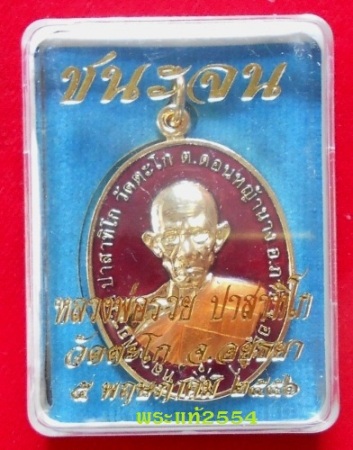 ชนะจน
ปาสาทิโก วัดตะโก ต.ดอนหญ้านาง อ.ภา
หลวงพ่อรวย ปาสาทิโก
วัดตะโก จ.อยุธยา
๕ พฤษภาคม ๒๕๕๖
พระแท้2554